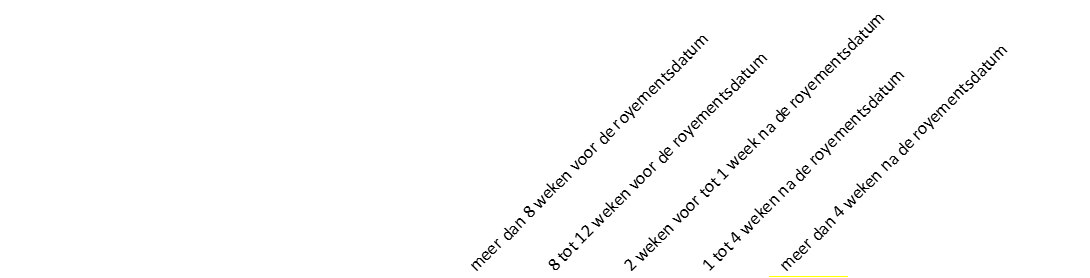 meer dan 8 weken voor de royementsdatum
8 tot 12 weken voor de royementsdatum
2 weken voor tot 1 week na de royementsdatum
1 tot 4 weken na de royementsdatum
meer dan 4 weken na de royementsdatum